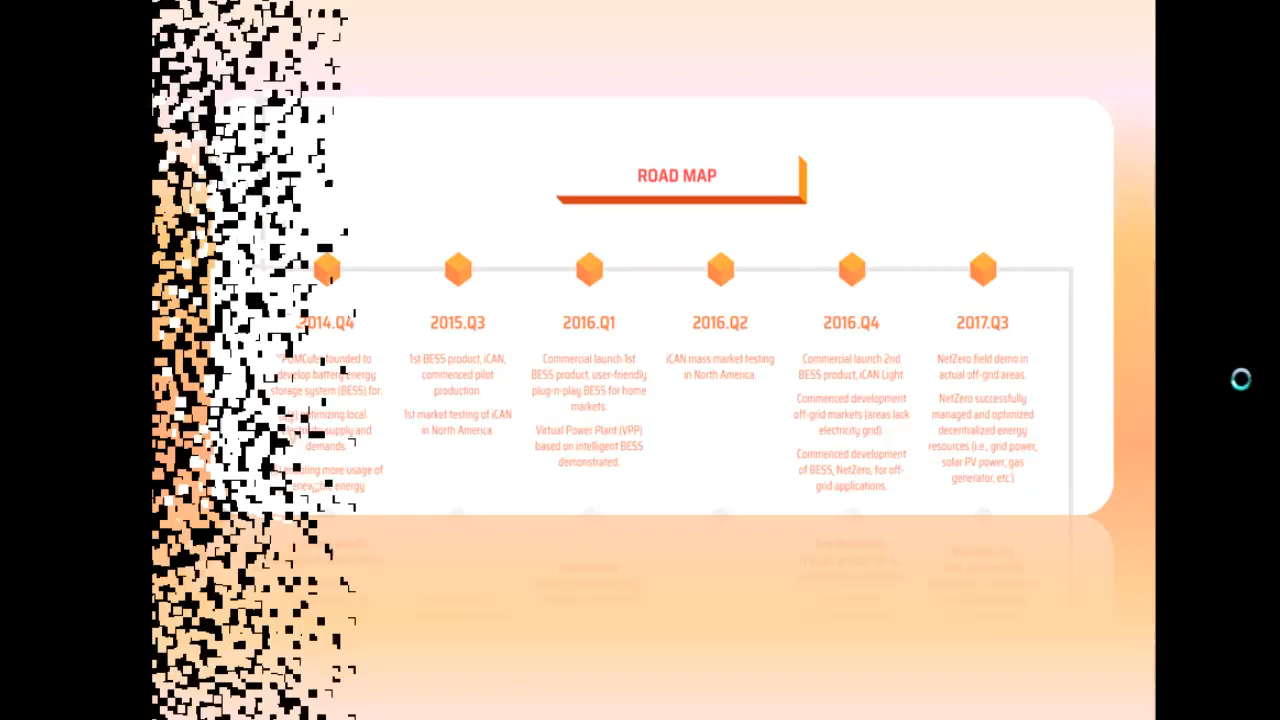 ROAD MAP
2014.Q4
founded to
develop battery energy
storage system (BESS) for:
optimizing local
supply and
demands.
more usage of
energy
2015.Q3
1st BESS product, iCAN,
commenced pilot
production
1st market testing of iCAN
in North America.
2016.Q1
Commercial launch 1st
BESS product, user-friendly
plug-n-play BESS for home
markets.
Virtual Power Plant (VPP)
based on intelligent BESS
demonstrated.
2016.Q2
iCAN mass market testing
in North America.
2016.Q4
Commercial launch 2nd
BESS product, iCAN Light
Commenced development
off-grid markets (areas lack
electricity grid)
Commenced development
of BESS, NetZero, for off-
grid applications.
2017.Q3
NetZero field demo in
actual off-grid areas.
NetZero successfully
managed and optimized
decentralized energy
resources (i.e., grid power,
solar PV power, gas
generator, etc)